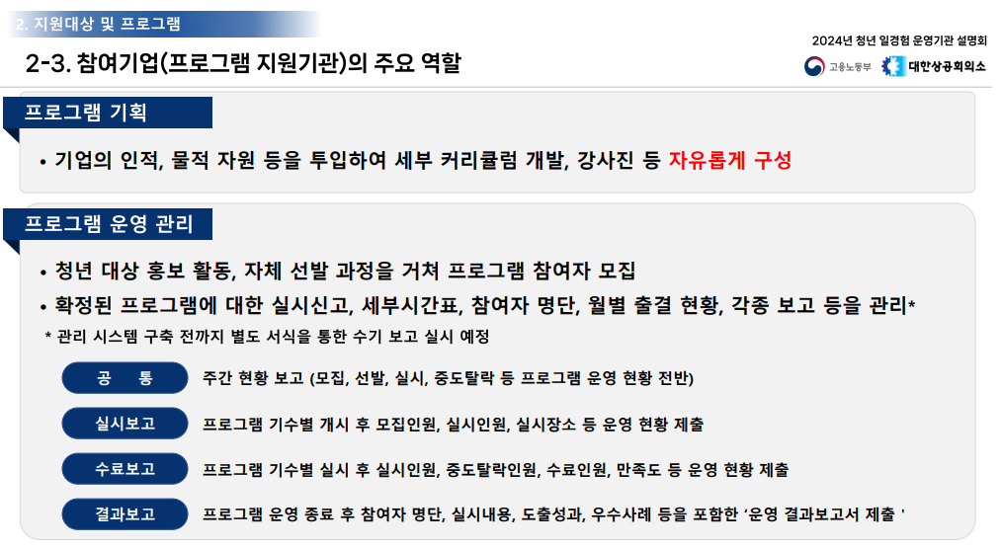 2. 지원대상 및 프로그램
2-3. 참여기업(프로그램 지원기관)의 주요 역할
2024년 청년 일경험 운영기관 설명회
고용노동부 대한상공회의소
프로그램 기획
• 기업의 인적, 물적 자원 등을 투입하여 세부 커리큘럼 개발, 강사진 등 자유롭게 구성
프로그램 운영 관리
• 청년 대상 홍보 활동, 자체 선발 과정을 거쳐 프로그램 참여자 모집
• 확정된 프로그램에 대한 실시신고, 세부시간표, 참여자 명단, 월별 출결 현황, 각종 보고 등을 관리*
* 관리 시스템 구축 전까지 별도 서식을 통한 수기 보고 실시 예정
공 통 주간 현황 보고 (모집, 선발, 실시, 중도탈락 등 프로그램 운영 현황 전반)
실시보고 프로그램 기수별 개시 후 모집인원, 실시인원, 실시장소 등 운영 현황 제출
수료보고 프로그램 기수별 실시 후 실시인원, 중도탈락인원, 수료인원, 만족도 등 운영 현황 제출
결과보고 프로그램 운영 종료 후 참여자 명단, 실시내용, 도출성과, 우수사례 등을 포함한 ‘운영 결과보고서 제출 '